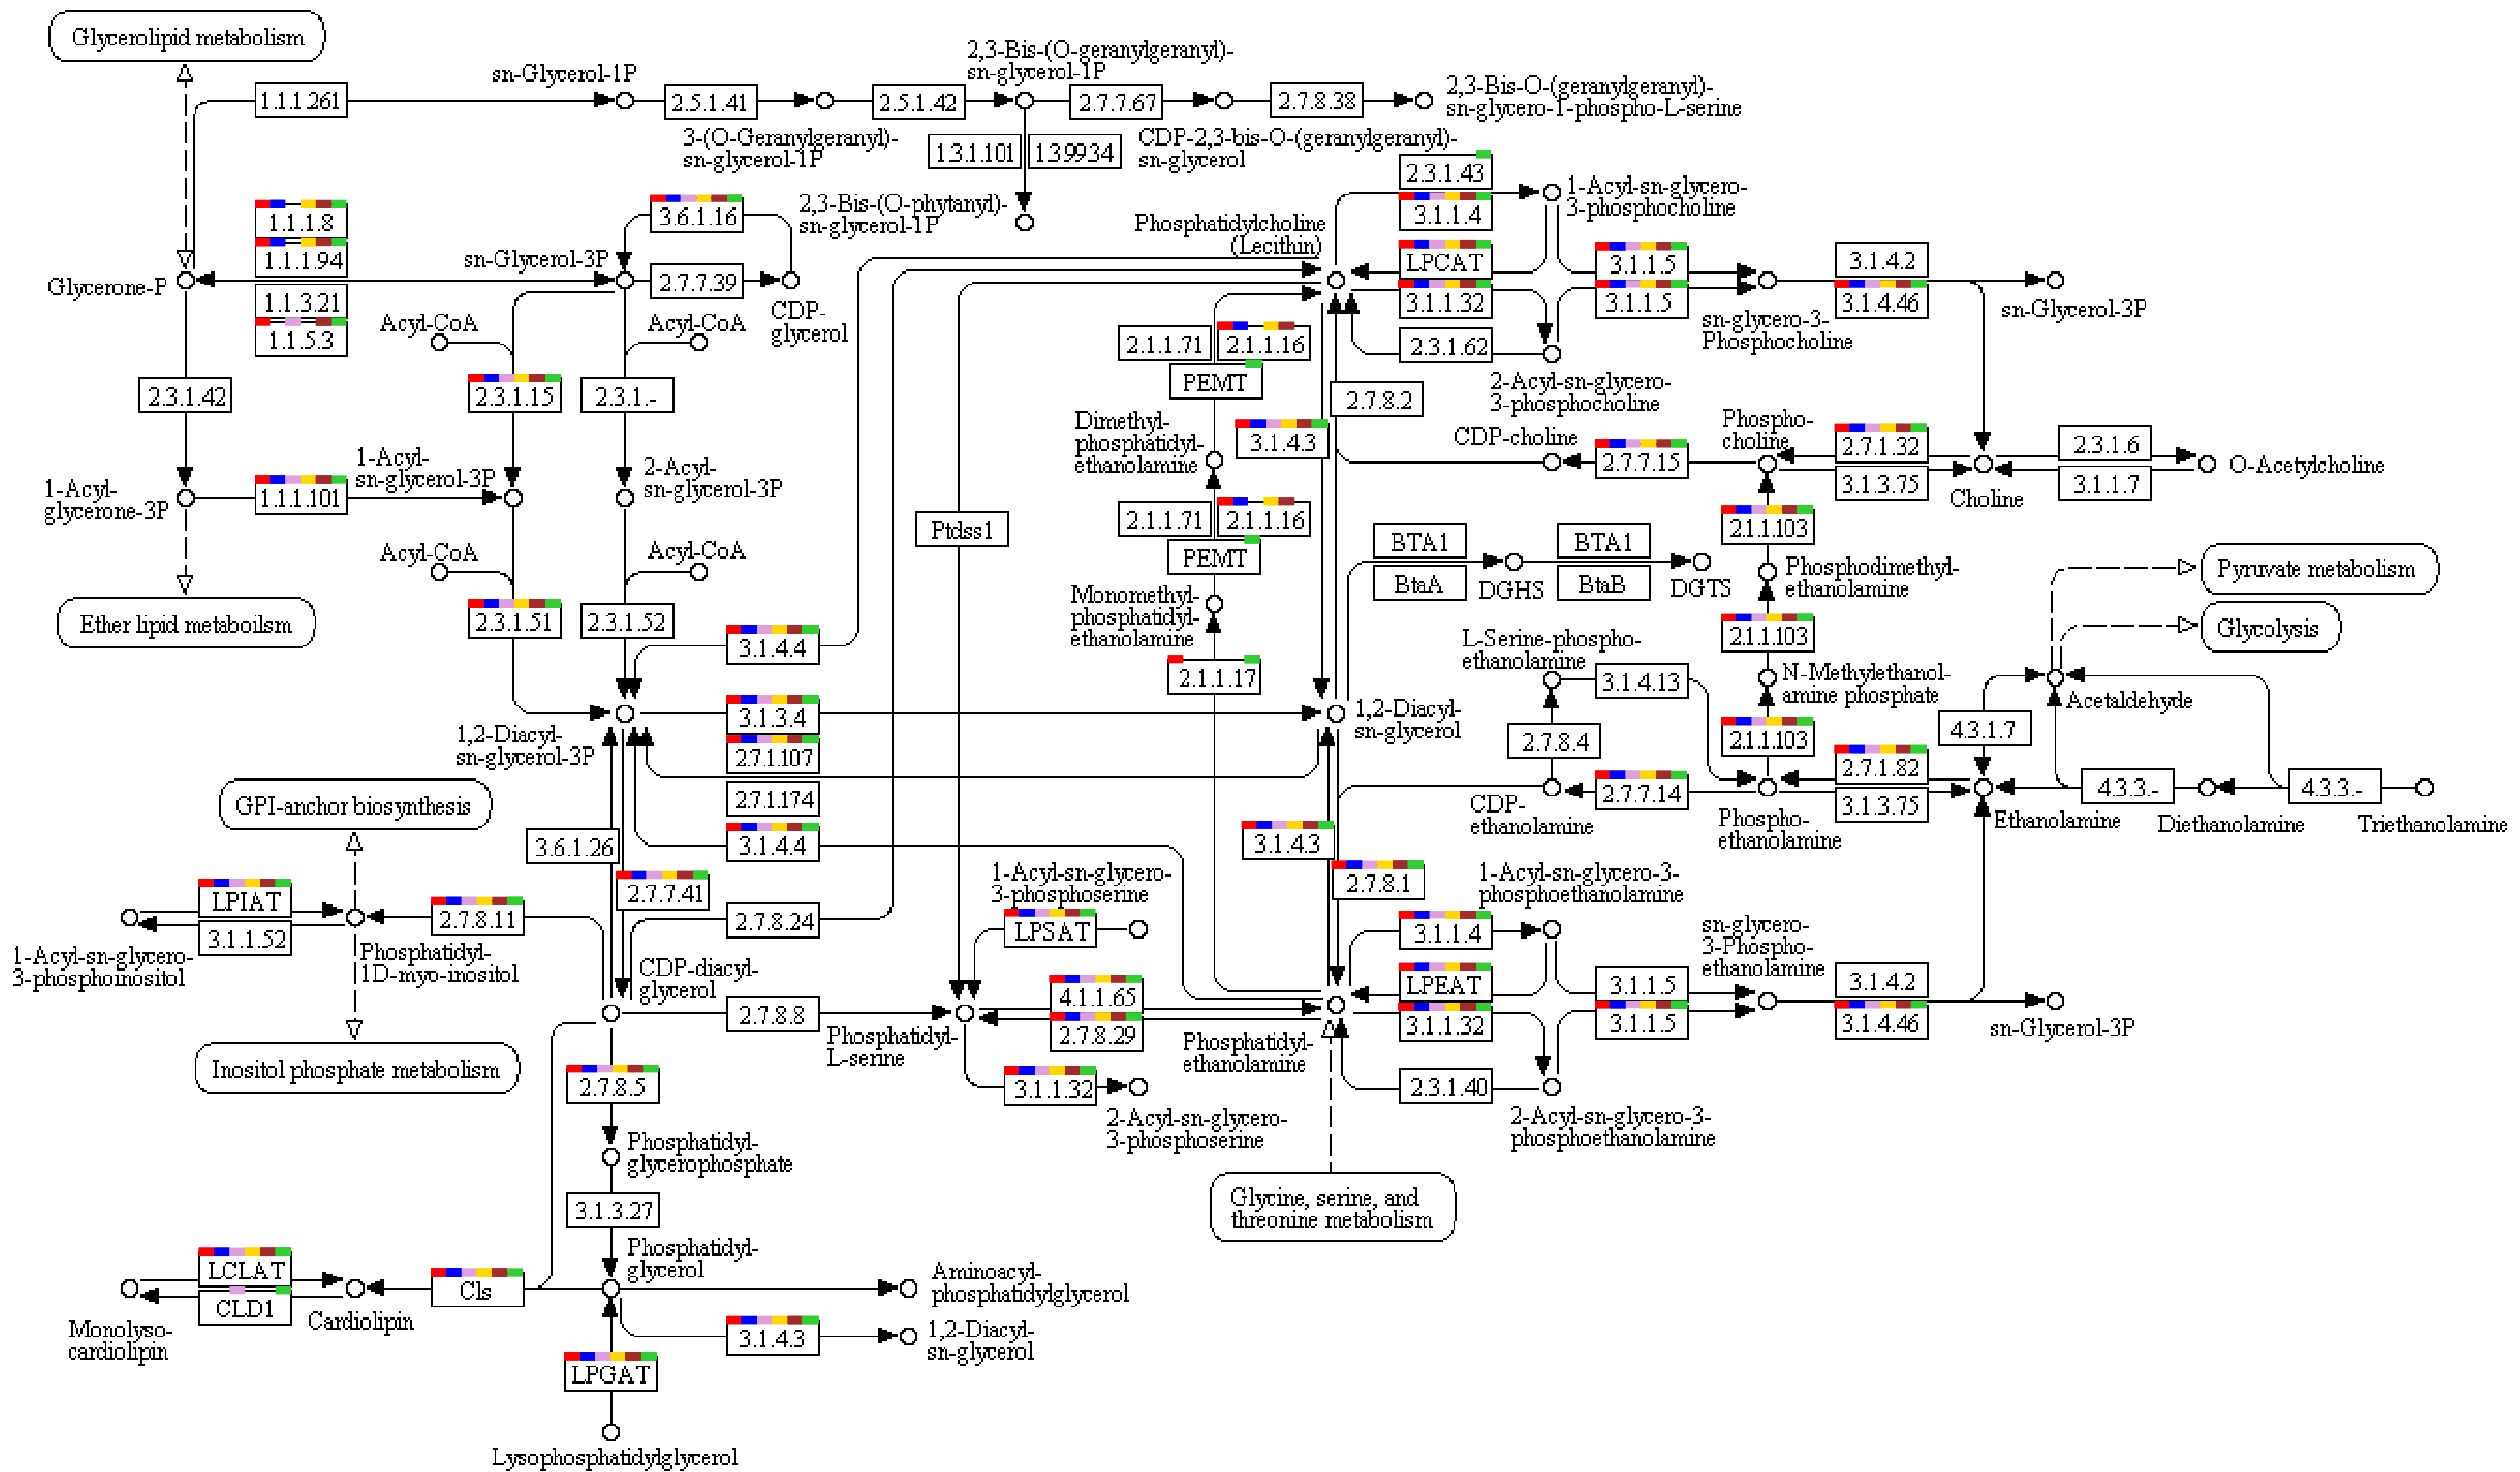 Glycerolipid metabolism
sn-Glycerol-1P
2,3-Bis-(O-geranylgeranyl)-
sn-glycerol-1P
1.1.1.261
2.5.1.41
2.5.1.42
2.7.7.67
2.7.8.38
2,3-Bis-O-(geranylgeranyl)-
sn-glycero-1-phospho-L-serine
3-(O-Geranylgeranyl)-
sn-glycerol-1P
1.3.1.101
1.3.99.34
CDP-2,3-bis-O-(geranylgeranyl)-
sn-glycerol
2,3-Bis-(O-phytanyl)-
sn-glycerol-1P
1.1.1.8
1.1.1.94
1.1.3.21
1.1.5.3
Glycerone-P
sn-Glycerol-3P
3.6.1.16
2.7.7.39
CDP-
glycerol
Acyl-CoA
Acyl-CoA
2.3.1.42
2.3.1.15
2.3.1.-
1-Acyl-
glycerone-3P
1.1.1.101
1-Acyl-
sn-glycerol-3P
2-Acyl-
sn-glycerol-3P
Acyl-CoA
Acyl-CoA
Ether lipid metaboilsm
2.3.1.51
2.3.1.52
3.1.4.4
3.1.3.4
2.7.1.107
2.7.1.174
3.1.4.4
1,2-Diacyl-
sn-glycerol-3P
Phosphatidylcholine
(Lecithin)
2.3.1.43
3.1.1.4
LPCAT
3.1.1.32
2.3.1.62
1-Acyl-sn-glycero-
3-phosphocholine
3.1.1.5
3.1.1.5
3.1.4.2
3.1.4.46
sn-Glycerol-3P
sn-glycero-3-
Phosphocholine
2-Acyl-sn-glycero-
3-phosphocholine
2.1.1.71
2.1.1.16
PEMT
Dimethyl-
phosphatidyl-
ethanolamine
3.1.4.3
2.7.8.2
CDP-choline
2.7.7.15
Phospho-
choline
2.7.1.32
3.1.3.75
Choline
2.3.1.6
3.1.1.7
O-Acetylcholine
Ptdss1
2.1.1.71
2.1.1.16
PEMT
Monomethyl-
phosphatidyl-
ethanolamine
2.1.1.17
BTA1
BtaA
DGHS
BTA1
BtaB
DGTS
2.1.1.103
Phosphodimethyl-
ethanolamine
2.1.1.103
N-Methylethanol-
amine phosphate
2.1.1.103
Pyruvate metabolism
Glycolysis
Acetaldehyde
L-Serine-phospho-
ethanolamine
3.1.4.13
2.7.8.4
1,2-Diacyl-
sn-glycerol
CDP-
ethanolamine
2.7.7.14
Phospho-
ethanolamine
2.7.1.82
3.1.3.75
4.3.1.7
Ethanolamine
4.3.3.-
Diethanolamine
4.3.3.-
Triethanolamine
GPI-anchor biosynthesis
3.6.1.26
2.7.7.41
LPIAT
3.1.1.52
1-Acyl-sn-glycero-
3-phosphoinositol
2.7.8.11
Phosphatidyl-
1D-myo-inositol
Inositol phosphate metabolism
CDP-diacyl-
glycerol
2.7.8.24
2.7.8.8
Phosphatidyl-
L-serine
1-Acyl-sn-glycero-
3-phosphoserine
LPSAT
4.1.1.65
2.7.8.29
3.1.1.32
2-Acyl-sn-glycero-
3-phosphoserine
3.1.4.3
2.7.8.1
Phosphatidyl-
ethanolamine
1-Acyl-sn-glycero-3-
phosphoethanolamine
3.1.1.4
LPEAT
3.1.1.32
2.3.1.40
3.1.1.5
3.1.1.5
sn-glycero-
3-Phospho-
ethanolamine
3.1.4.2
3.1.4.46
sn-Glycerol-3P
2-Acyl-sn-glycero-3-
phosphoethanolamine
Glycine, serine, and
threonine metabolism
2.7.8.5
Phosphatidyl-
glycerophosphate
3.1.3.27
Phosphatidyl-
glycerol
LCLAT
CLD1
Monolyso-
cardiolipin
Cardiolipin
Cls
Aminoacyl-
phosphatidylglycerol
3.1.4.3
1,2-Diacyl-
sn-glycerol
LPGAT
Lysophosphatidylglycerol